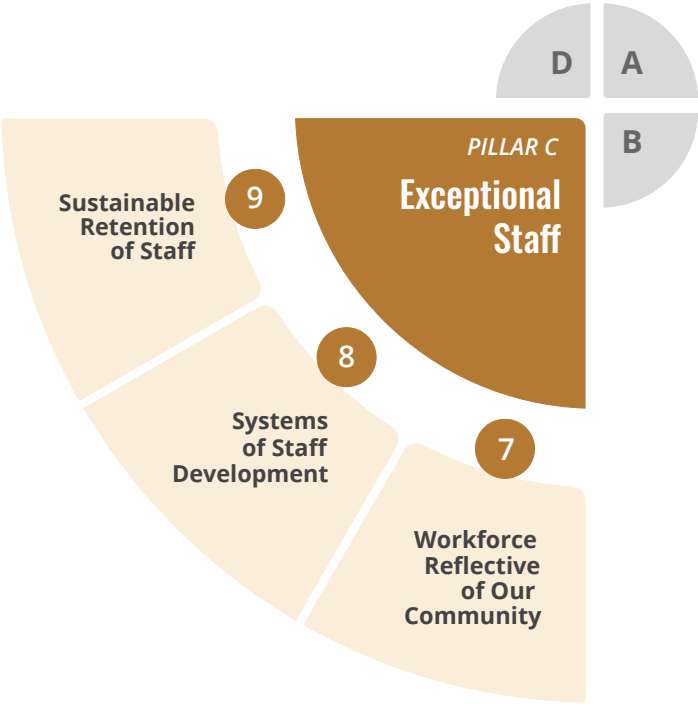 D
A
B
PILLAR C
Exceptional
Staff
9
Sustainable
Retention
of Staff
8
Systems
of Staff
Development
7
Workforce
Reflective
of Our
Community